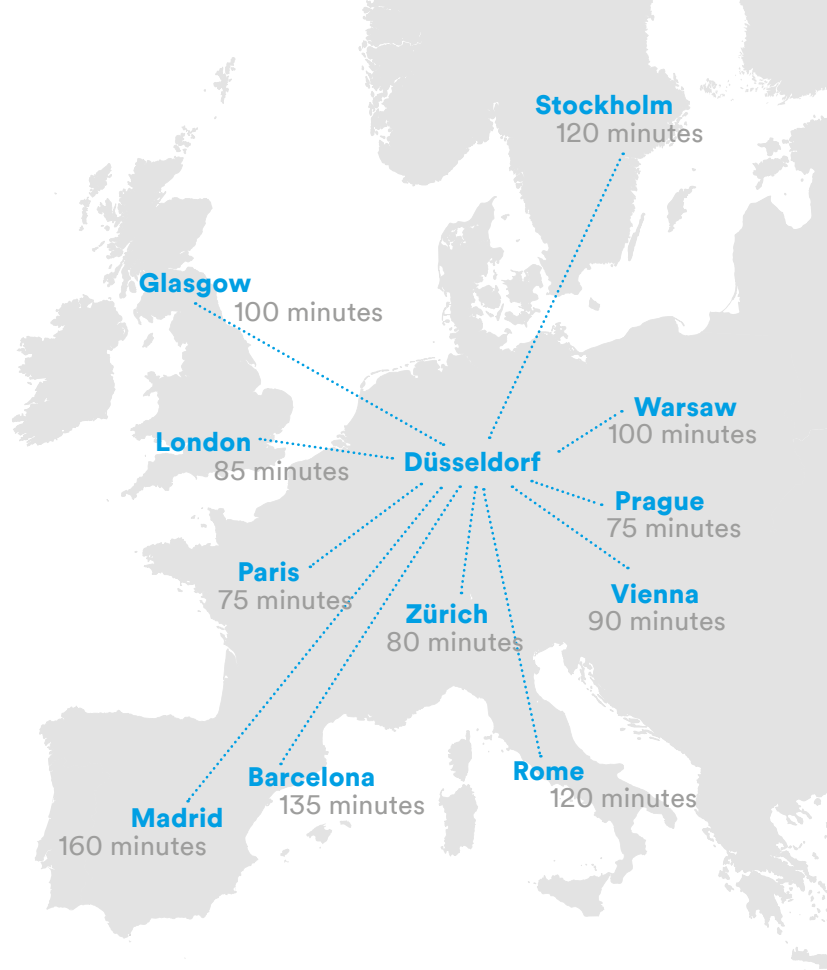 Stockholm
120 minutes
Glasgow
100 minutes
Warsaw
100 minutes
London
85 minutes
Düsseldorf
Prague
75 minutes
Paris
75 minutes
Vienna
90 minutes
Zürich
80 minutes
Rome
120 minutes
Barcelona
135 minutes
Madrid
160 minutes